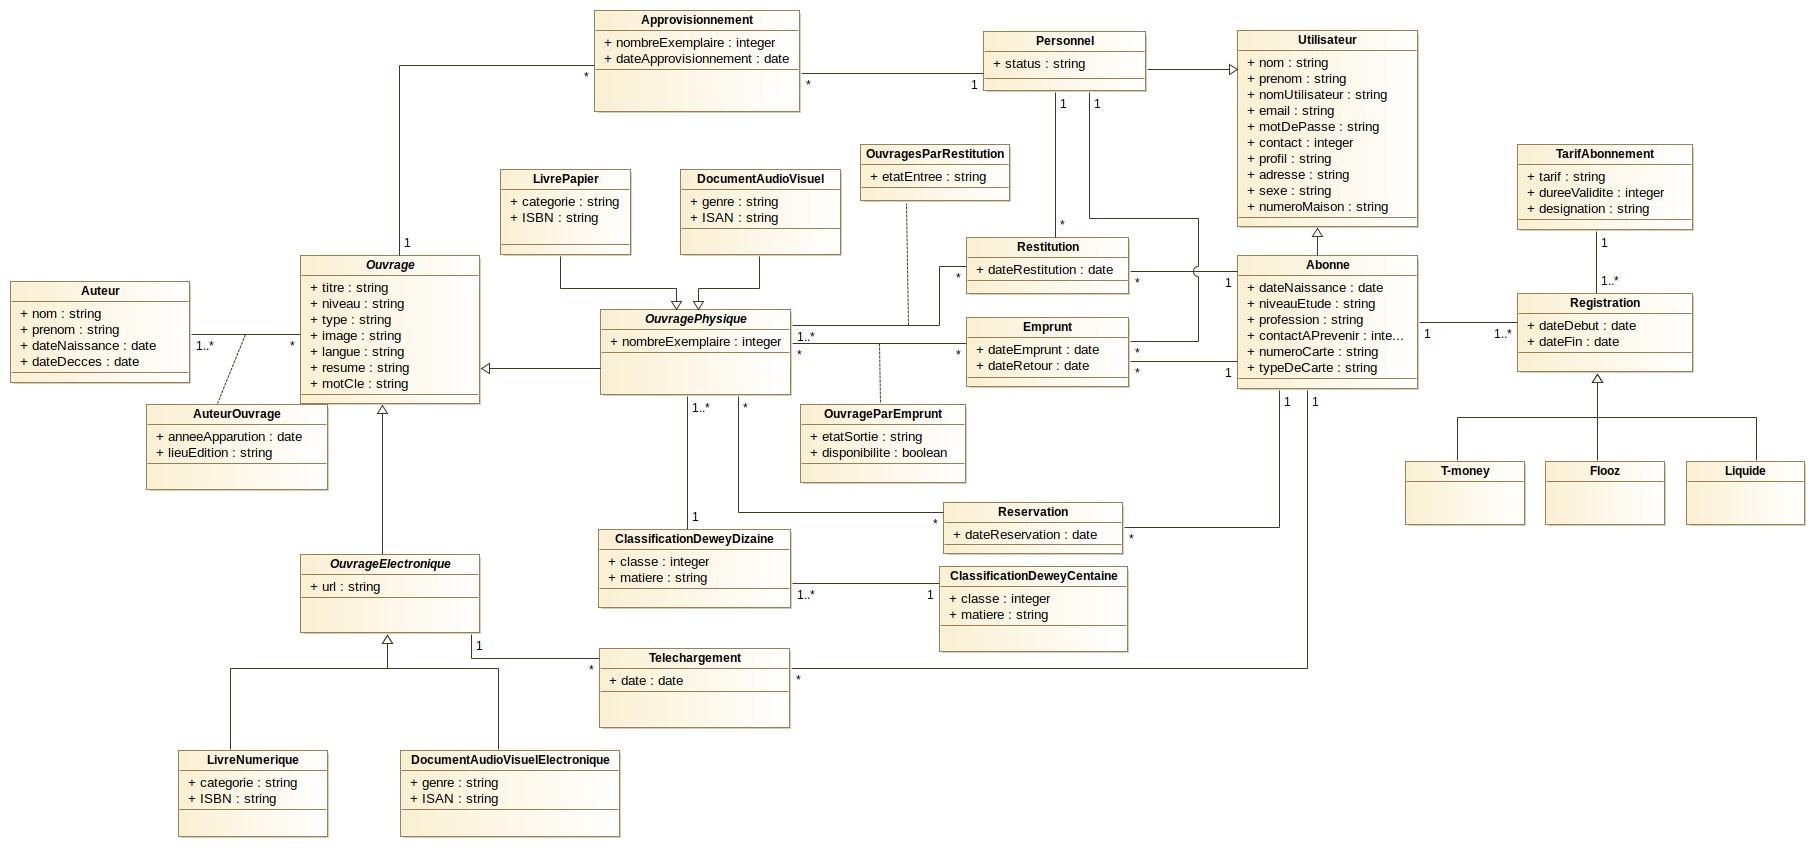 Approvisionnement
+ nombreExemplaire : integer
+ dateApprovisionnement : date
*
*
Personnel
+ status : string
1
1
1
Utilisateur
+ nom : string
+ prenom : string
+ nomUtilisateur : string
+ email : string
+ motDePasse : string
+ contact : integer
+ profil : string
+ adresse : string
+ sexe : string
+ numeroMaison : string
TarifAbonnement
+ tarif : string
+ dureeValidite : integer
+ designation : string
1
1..*
OuvragesParRestitution
+ etatEntree : string
LivrePapier
+ categorie : string
+ ISBN : string
DocumentAudioVisuel
+ genre : string
+ ISAN : string
1
Ouvrage
+ titre : string
+ niveau : string
+ type : string
+ image : string
+ langue : string
+ resume : string
+ motCle : string
Auteur
+ nom : string
+ prenom : string
+ dateNaissance : date
+ dateDecces : date
1..*
*
AuteurOuvrage
+ anneeApparution : date
+ lieuEdition : string
*
Restitution
+ dateRestitution : date
*
*
1
Abonne
+ dateNaissance : date
+ niveauEtude : string
+ profession : string
+ contactAPrevenir : inte...
+ numeroCarte : string
+ typeDeCarte : string
1
1..*
Registration
+ dateDebut : date
+ dateFin : date
OuvragePhysique
+ nombreExemplaire : integer
1..*
*
*
Emprunt
+ dateEmprunt : date
+ dateRetour : date
*
*
1
1..*
*
1
1
OuvrageParEmprunt
+ etatSortie : string
+ disponibilite : boolean
T-money
Flooz
Liquide
1
ClassificationDeweyDizaine
+ classe : integer
+ matiere : string
1..*
1
*
Reservation
+ dateReservation : date
*
ClassificationDeweyCentaine
+ classe : integer
+ matiere : string
OuvrageElectronique
+ url : string
1
*
Telechargement
+ date : date
*
LivreNumerique
+ categorie : string
+ ISBN : string
DocumentAudioVisuelElectronique
+ genre : string
+ ISAN : string